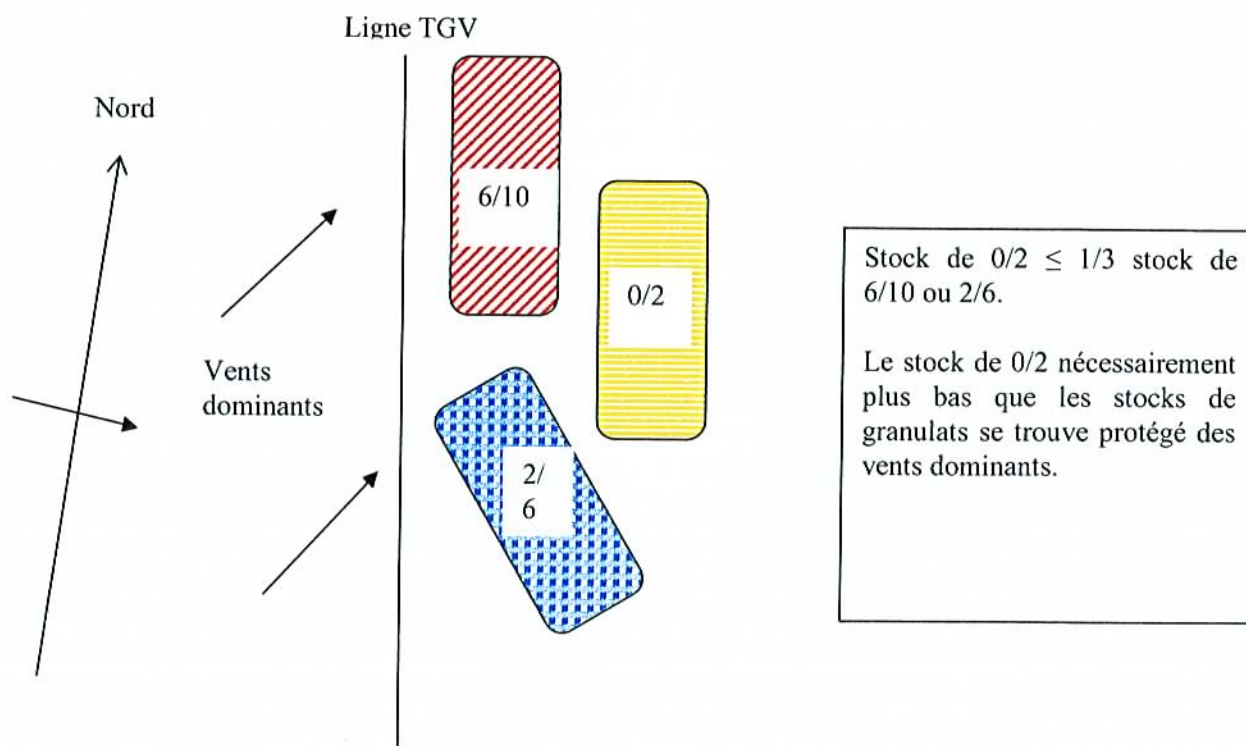 Ligne TGV
Nord
6/10
0/2
Vents
dominants
2/
6
Stock de 0/2 ≤ 1/3 stock de
6/10 ou 2/6.
Le stock de 0/2 nécessairement
plus bas que les stocks de
granulats se trouve protégé des
vents dominants.